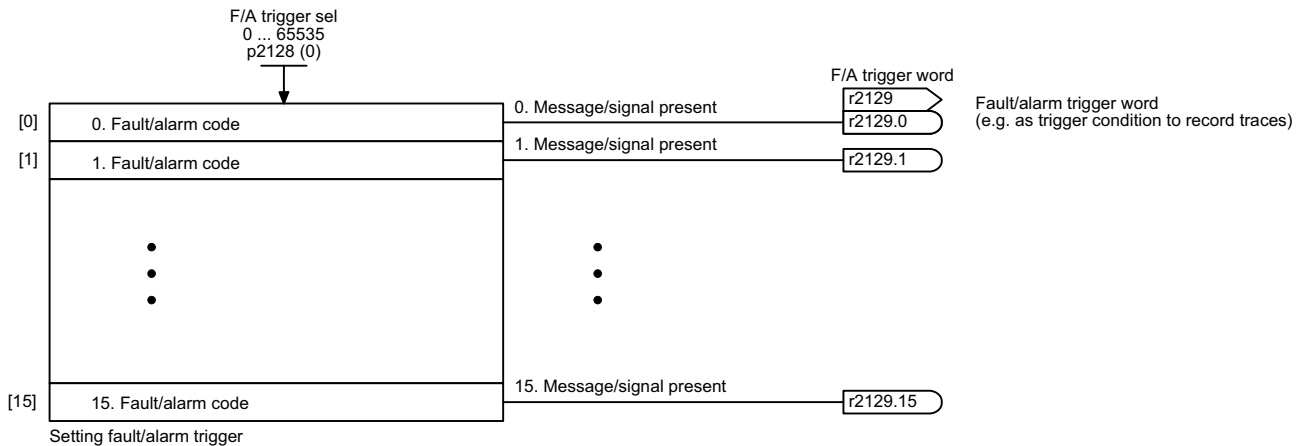 F/A trigger sel
0 ... 65535
p2128 (0)
F/A trigger word
r2129
0. Message/signal present
Fault/alarm trigger word
[0]
0. Fault/alarm code
r2129.0
(e.g. as trigger condition to record traces)
1. Message/signal present
[1]
1. Fault/alarm code
r2129.1
15. Message/signal present
[15]
15. Fault/alarm code
r2129.15
Setting fault/alarm trigger